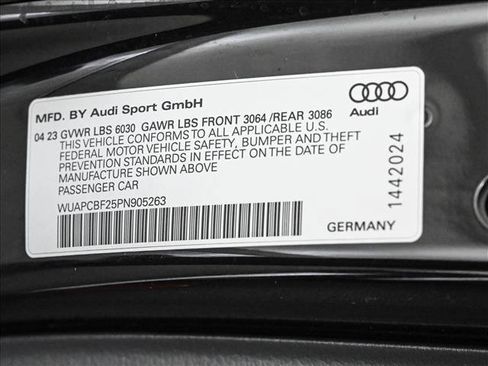 MFD. BY Audi Sport GmbH
04 23 GVWR LBS 6030 GAWR LBS FRONT 3064 /REAR 3086
THIS VEHICLE CONFORMS TO ALL APPLICABLE U.S.
FEDERAL MOTOR VEHICLE SAFETY, BUMPER AND THEFT
PREVENTION STANDARDS IN EFFECT ON THE DATE OF
MANUFACTURE SHOWN ABOVE
PASSENGER CAR
WUAPCBF25PN905263
Audi
1442024
GERMANY